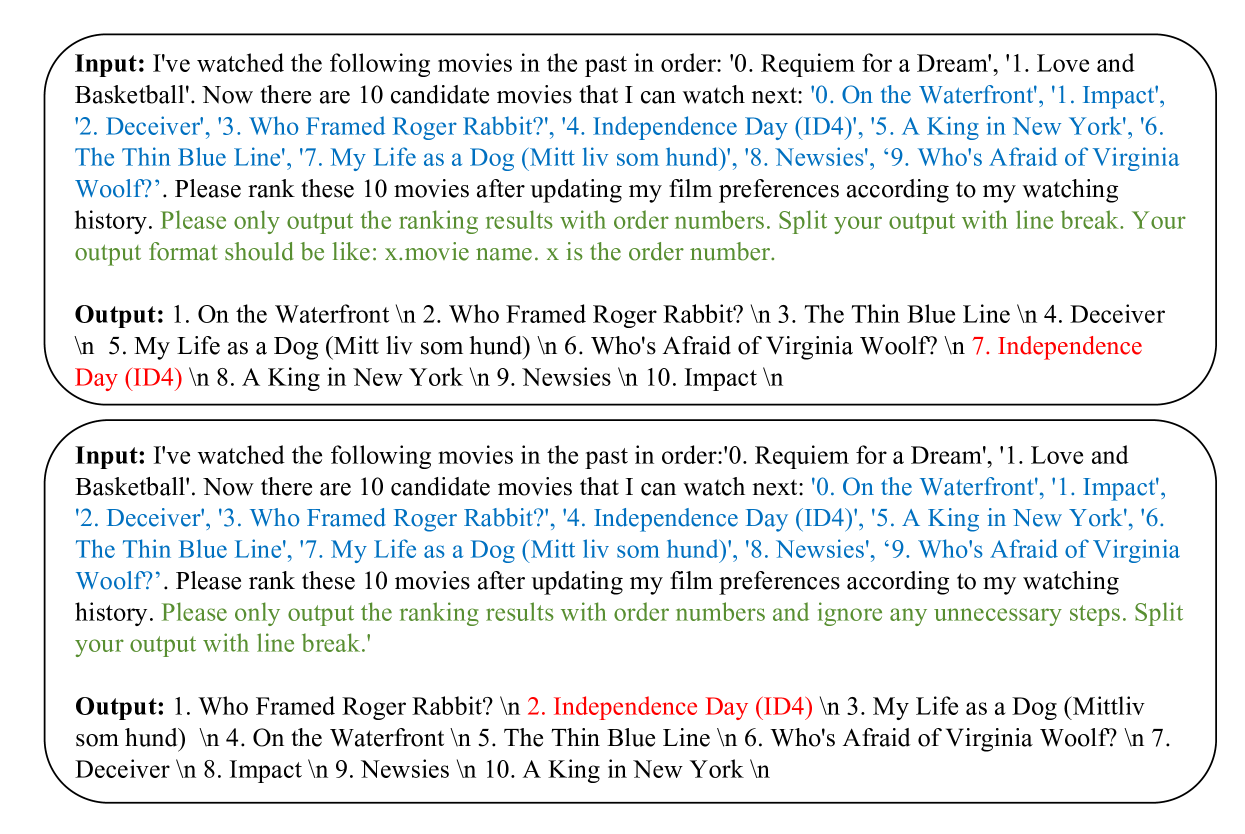 Input: I've watched the following movies in the past in order: '0. Requiem for a Dream', '1. Love and
Basketball'. Now there are 10 candidate movies that I can watch next: '0. On the Waterfront', '1. Impact',
'2. Deceiver', '3. Who Framed Roger Rabbit?', '4. Independence Day (ID4)', '5. A King in New York', '6.
The Thin Blue Line', '7. My Life as a Dog (Mitt liv som hund)', '8. Newsies', ‘9. Who's Afraid of Virginia
Woolf?’. Please rank these 10 movies after updating my film preferences according to my watching
history. Please only output the ranking results with order numbers. Split your output with line break. Your
output format should be like: x.movie name. x is the order number.
Output: 1. On the Waterfront \n 2. Who Framed Roger Rabbit? \n 3. The Thin Blue Line \n 4. Deceiver
\n 5. My Life as a Dog (Mitt liv som hund) \n 6. Who's Afraid of Virginia Woolf? \n 7. Independence
Day (ID4) \n 8. A King in New York \n 9. Newsies \n 10. Impact \n
Input: I've watched the following movies in the past in order:'0. Requiem for a Dream', '1. Love and
Basketball'. Now there are 10 candidate movies that I can watch next: '0. On the Waterfront', '1. Impact',
'2. Deceiver', '3. Who Framed Roger Rabbit?', '4. Independence Day (ID4)', '5. A King in New York', '6.
The Thin Blue Line', '7. My Life as a Dog (Mitt liv som hund)', '8. Newsies', ‘9. Who's Afraid of Virginia
Woolf?’. Please rank these 10 movies after updating my film preferences according to my watching
history. Please only output the ranking results with order numbers and ignore any unnecessary steps. Split
your output with line break.'
Output: 1. Who Framed Roger Rabbit? \n 2. Independence Day (ID4) \n 3. My Life as a Dog (Mittliv
som hund) \n 4. On the Waterfront \n 5. The Thin Blue Line \n 6. Who's Afraid of Virginia Woolf? \n 7.
Deceiver \n 8. Impact \n 9. Newsies \n 10. A King in New York \n